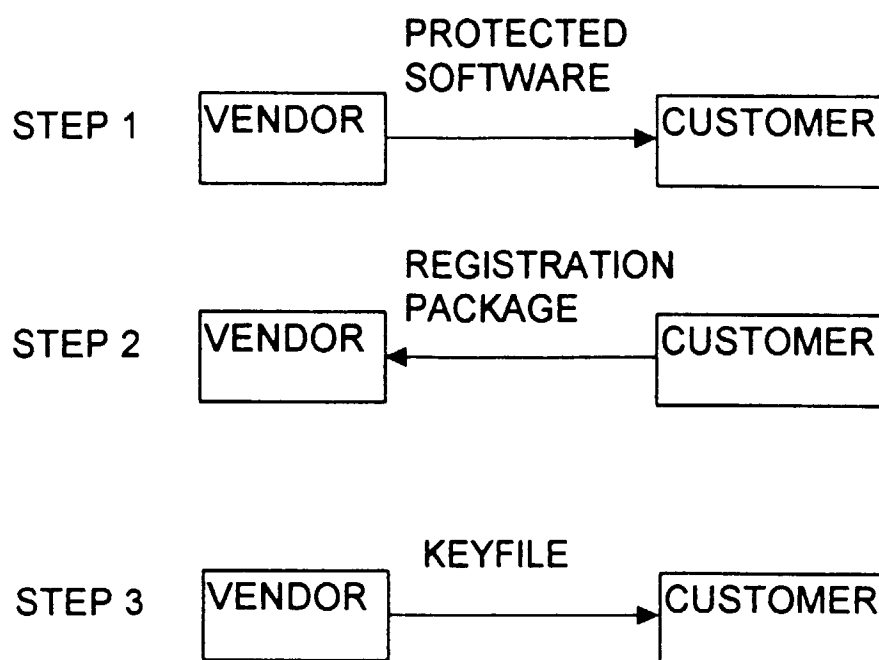 PROTECTED
SOFTWARE
STEP 1
VENDOR
CUSTOMER
REGISTRATION
PACKAGE
STEP 2
VENDOR
CUSTOMER
KEYFILE
STEP 3
VENDOR
CUSTOMER